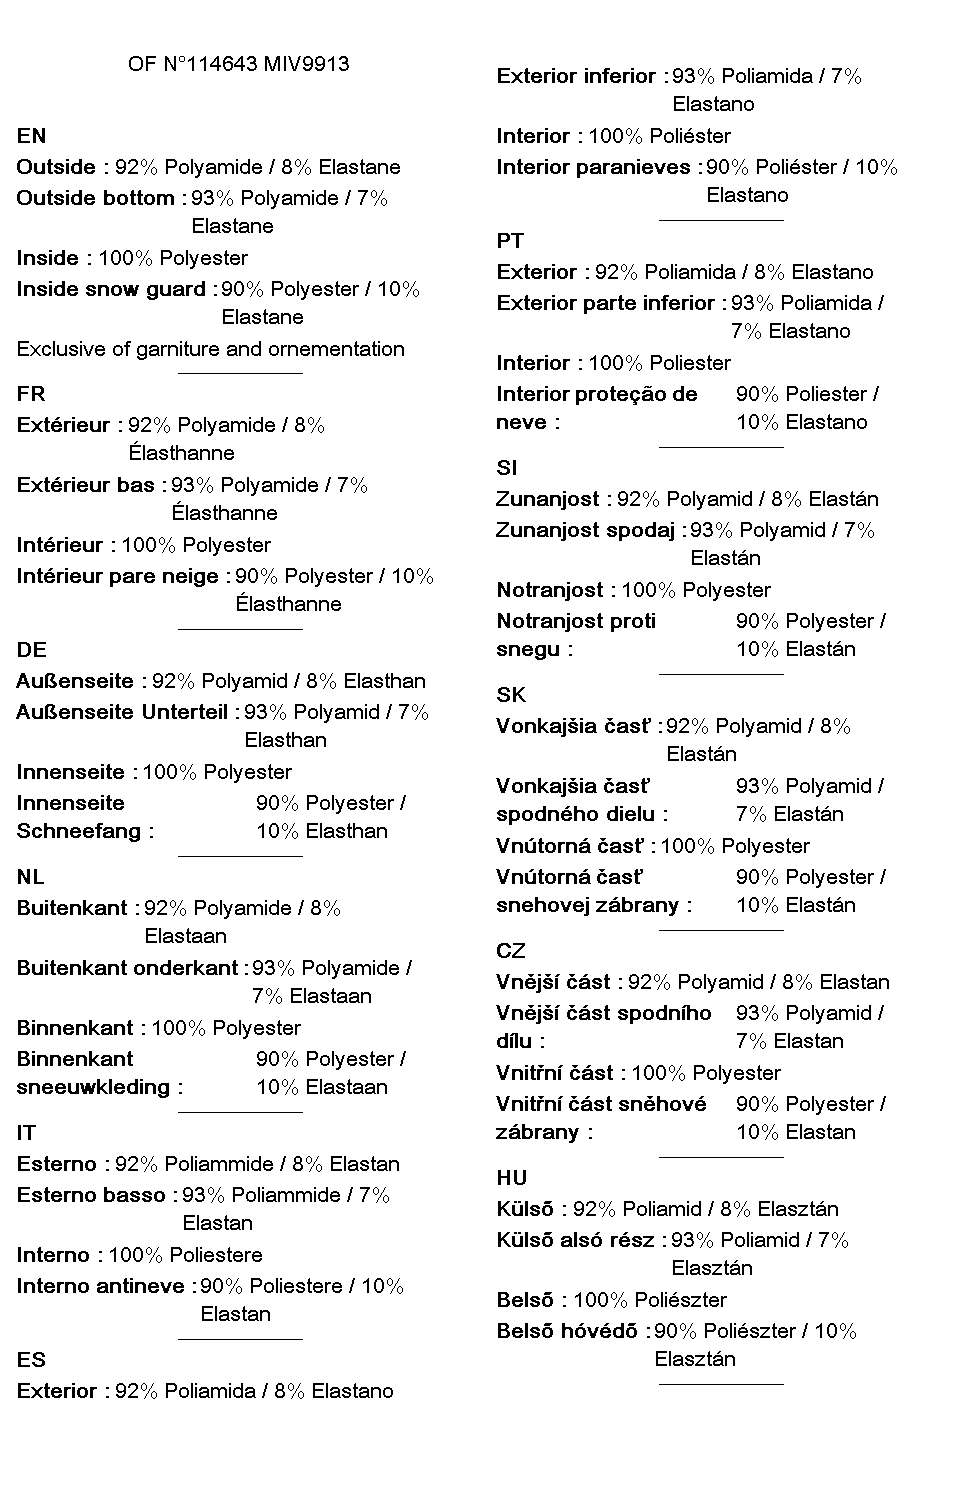 OF N°114643 MIV9913
EN
Outside : 92% Polyamide / 8% Elastane
Outside bottom : 93% Polyamide / 7%
Elastane
Inside : 100% Polyester
Inside snow guard : 90% Polyester / 10%
Elastane
Exclusive of garniture and ornementation
FR
Extérieur : 92% Polyamide / 8%
Élasthanne
Extérieur bas : 93% Polyamide / 7%
Élasthanne
Intérieur : 100% Polyester
Intérieur pare neige : 90% Polyester / 10%
Élasthanne
DE
Außenseite : 92% Polyamid / 8% Elasthan
Außenseite Unterteil : 93% Polyamid / 7%
Elasthan
Innenseite : 100% Polyester
Innenseite 90% Polyester /
Schneefang : 10% Elasthan
NL
Buitenkant : 92% Polyamide / 8%
Elastaan
Buitenkant onderkant : 93% Polyamide /
7% Elastaan
Binnenkant : 100% Polyester
Binnenkant 90% Polyester /
sneeuwkleding : 10% Elastaan
IT
Esterno : 92% Poliammide / 8% Elastan
Esterno basso : 93% Poliammide / 7%
Elastan
Interno : 100% Poliestere
Interno antineve : 90% Poliestere / 10%
Elastan
ES
Exterior : 92% Poliamida / 8% Elastano
Exterior inferior : 93% Poliamida / 7%
Elastano
Interior : 100% Poliéster
Interior paranieves : 90% Poliéster / 10%
Elastano
PT
Exterior : 92% Poliamida / 8% Elastano
Exterior parte inferior : 93% Poliamida /
7% Elastano
Interior : 100% Poliester
Interior proteção de 90% Poliester /
neve : 10% Elastano
SI
Zunanjost : 92% Polyamid / 8% Elastán
Zunanjost spodaj : 93% Polyamid / 7%
Elastán
Notranjost : 100% Polyester
Notranjost proti 90% Polyester /
snegu : 10% Elastán
SK
Vonkajšia časť : 92% Polyamid / 8%
Elastán
Vonkajšia časť 93% Polyamid /
spodného dielu : 7% Elastán
Vnútorná časť : 100% Polyester
Vnútorná časť 90% Polyester /
snehovej zábrany : 10% Elastán
CZ
Vnější část : 92% Polyamid / 8% Elastan
Vnější část spodního 93% Polyamid /
dílu : 7% Elastan
Vnitřní část : 100% Polyester
Vnitřní část sněhové 90% Polyester /
zábrany : 10% Elastan
HU
Külső : 92% Poliamid / 8% Elasztán
Külső alsó rész : 93% Poliamid / 7%
Elasztán
Belső : 100% Poliészter
Belső hóvédő : 90% Poliészter / 10%
Elasztán